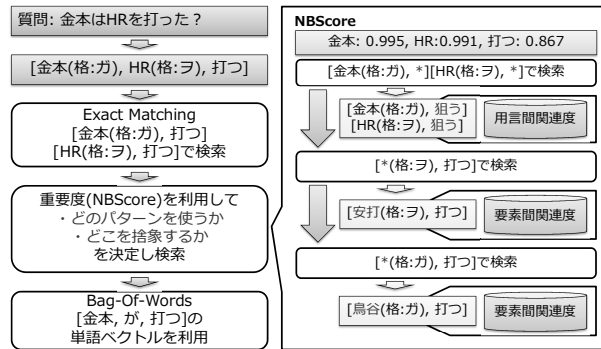 質問: 金本はHRを打った？
[金本(格:ガ), HR(格:ヲ), 打つ]
Exact Matching
[金本(格:ガ), 打つ]
[HR(格:ヲ), 打つ]で検索
重要度(NBScore)を利用して
・どのパターンを使うか
・どこを捨象するか
を決定し検索
Bag-Of-Words
[金本, が, 打つ]の
単語ベクトルを利用
NBScore
金本: 0.995, HR:0.991, 打つ: 0.867
[金本(格:ガ), *][HR(格:ヲ), *]で検索
[金本(格:ガ), 狙う]
[HR(格:ヲ), 狙う]
用言間関連度
[*(格:ヲ), 打つ]で検索
[安打(格:ヲ), 打つ]
要素間関連度
[*(格:ガ), 打つ]で検索
[鳥谷(格:ガ), 打つ]
要素間関連度